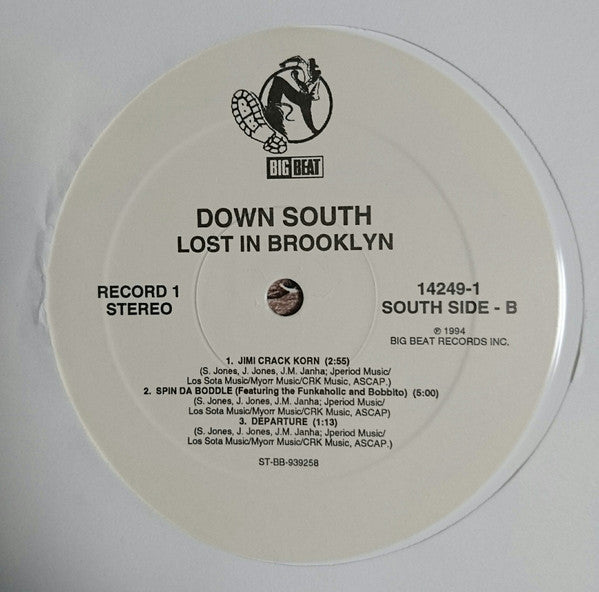 BIG BEAT
DOWN SOUTH
LOST IN BROOKLYN
RECORD 1
STEREO
14249-1
SOUTH SIDE - B
℗ 1994
BIG BEAT RECORDS INC.
1. JIMI CRACK KORN (2:55)
(S. Jones, J. Jones, J.M. Janha; Jperiod Music/
Los Sota Music/Myorr Music/CRK Music, ASCAP.)
2. SPIN DA BODDLE (Featuring the Funkaholic and Bobbito) (5:00)
(S. Jones, J. Jones, J.M. Janha; Jperiod Music/
Los Sota Music/Myorr Music/CRK Music, ASCAP.)
3. DEPARTURE (1:13)
(S. Jones, J. Jones, J.M. Janha; Jperiod Music/
Los Sota Music/Myorr Music/CRK Music, ASCAP.)
ST-BB-939258